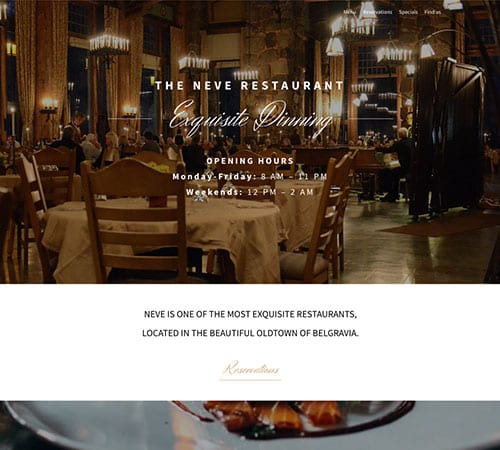 Menu Reservations Specials Find us
THE NEVE RESTAURANT
Exquisite Dinning
OPENING HOURS
Monday-Friday: 8 AM – 11 PM
Weekends: 12 PM – 2 AM
NEVE IS ONE OF THE MOST EXQUISITE RESTAURANTS,
LOCATED IN THE BEAUTIFUL OLDTOWN OF BELGRAVIA.
Reservations